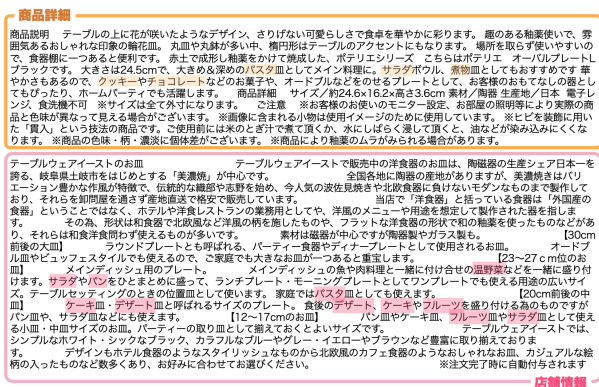 商品詳細
商品説明　テーブルの上に花が咲いたようなデザイン、さりげない可愛らしさで食卓を華やかに彩ります。 趣のある釉薬使いで、雰
囲気あるおしゃれな印象の輪花皿。 丸皿や丸鉢が多い中、楕円形はテーブルのアクセントにもなります。 場所を取らず使いやすいの
で、食器棚に一つあると便利です。 赤土で成形し釉薬をかけて焼成した、ポテリエシリーズ　こちらはポテリエ　オーバルプレートL
ブラックです。 大きさは24.5cmで、大きめ＆深めのパスタ皿としてメイン料理に。サラダボウル、煮物皿としてもおすすめです 華
やかさもあるので、クッキーやチョコレートなどのお菓子や、オードブルなどをのせるプレートとして、お客様のおもてなしの器とし
てもぴったり、ホームパーティでも活躍します。　　商品詳細　サイズ／約24.6×16.2×高さ3.6cm 素材／陶器 生産地／日本　電子レ
ンジ、食洗機不可　※サイズは全て外寸になります。　　ご注意　※お客様のお使いのモニター設定、お部屋の照明等により実際の商
品と色味が異なって見える場合がございます。 ※画像に含まれる小物は使用イメージのために使用しています。 ※ヒビを装飾に用い
た「貫入」という技法の商品です。ご使用前には米のとぎ汁で煮て頂くか、水にしばらく浸して頂くと、油などが染み込みにくくな
ります。 ※商品の色味・柄・濃淡に個体差がございます。 ※商品により釉薬のムラがみられる場合があります。
テーブルウェアイーストのお皿　　　　　　　　　テーブルウェアイーストで販売中の洋食器のお皿は、陶磁器の生産シェア日本一を
誇る、岐阜県土岐市をはじめとする「美濃焼」が中心です。　　　　　　　全国各地に陶器の産地がありますが、美濃焼きはバリ
エーション豊かな作風が特徴で、伝統的な織部や志野を始め、今人気の波佐見焼きや北欧食器に負けないモダンなものまで製作して
おり、それらを卸問屋を通さず産地直送で格安で販売しています。　　　　　　　当店で「洋食器」と括っている食器は「外国産の
食器」ということではなく、ホテルや洋食レストランの業務用としてや、洋風のメニューや用途を想定して製作された器を指しま
す。　　　　その為、形状は和食器で北欧風など洋風の柄を施したものや、フラットな洋食器の形状で和の釉薬を使ったものなどがあ
り、それらは和食洋食問わず使えるものが多いです。　　　　素材は磁器が中心ですが陶器製やガラス製も。　　　　【30cm
前後の大皿】　　　　ラウンドプレートとも呼ばれる、パーティー食器やディナープレートとして使用されるお皿。　　　　オードブ
ル皿やビュッフェスタイルでも使えるので、ご家庭でも大きなお皿が一つあると重宝します。　　　　　【23〜27ｃｍ位のお
皿】　　　　メインディッシュ用のプレート。　　　　メインディッシュの魚や肉料理と一緒に付け合せの温野菜などを一緒に盛り付
けます。サラダやパンをひとまとめに盛って、ランチプレート・モーニングプレートとしてワンプレートでも使える用途の広いサイ
ズ。テーブルセッティングのときの位置皿として使います。 家庭ではパスタ皿としても使えます。　　　　　【20cm前後の中
皿】　　　　ケーキ皿・デザート皿と呼ばれるサイズのプレート。 食後のデザート、ケーキやフルーツを盛り付ける為のものですが
パン皿や、サラダ皿などにも使えます。　　　　【12〜17cmのお皿】　　　　パン皿やケーキ皿、フルーツ皿やサラダ皿として使え
る小皿・中皿サイズのお皿。パーティーの取り皿として揃えておくとよいサイズです。　　　　　　　テーブルウェアイーストでは、
シンプルなホワイト・シックなブラック、カラフルなブルーやグレー・イエローやブラウンなど豊富に取り揃えておりま
す。　　　　デザインもホテル食器のようなスタイリッシュなものから北欧風のカフェ食器のようなおしゃれなお皿、カジュアルな絵
柄の入ったものなど数多くあり、お好みに合わせてお選びください。　　　　　　　※注文完了時に自動付与されます
店舗情報